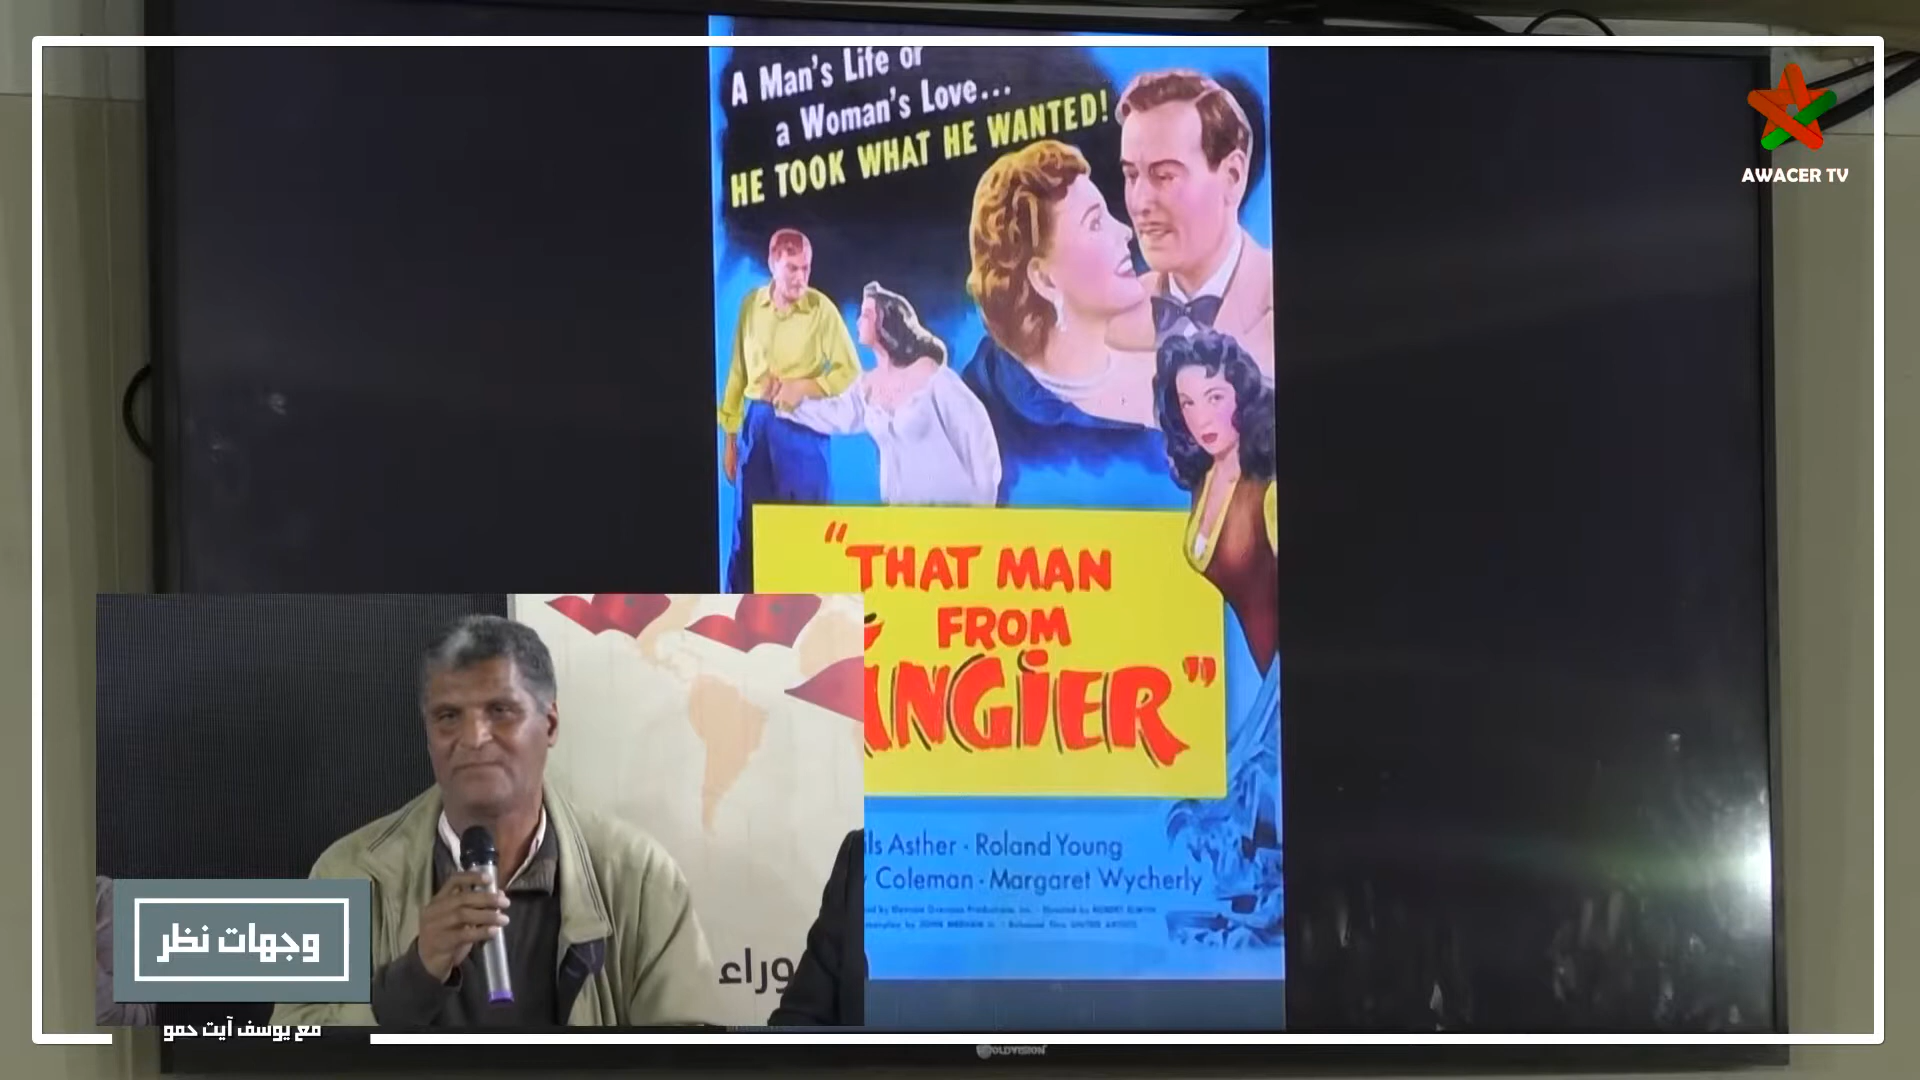 A Man's Life or
a Woman's Love...
HE TOOK WHAT HE WANTED!
AWACER TV
"THAT MAN
FROM
ANGIER"
ls Asther · Roland Young
Coleman · Margaret Wycherly
وراء
وجهات نظر
مع يوسف آيت حمو